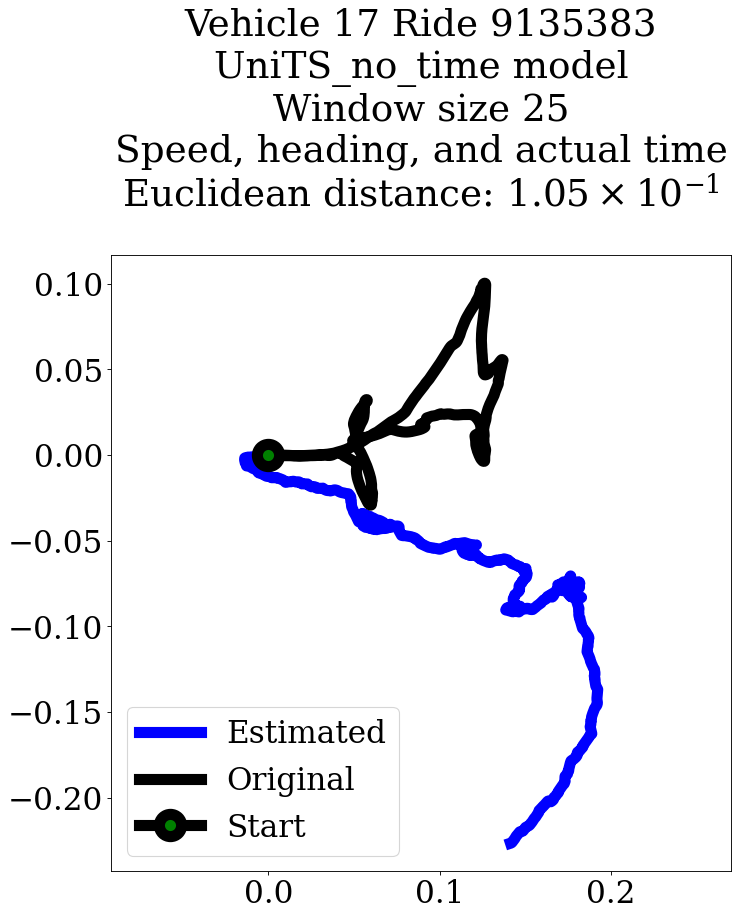 Vehicle 17 Ride 9135383
UniTS_no_time model
Window size 25
Speed, heading, and actual time
Euclidean distance: 1.05 × 10⁻¹
0.10
0.05
0.00
−0.05
−0.10
−0.15
−0.20
Estimated
Original
Start
0.0 0.1 0.2